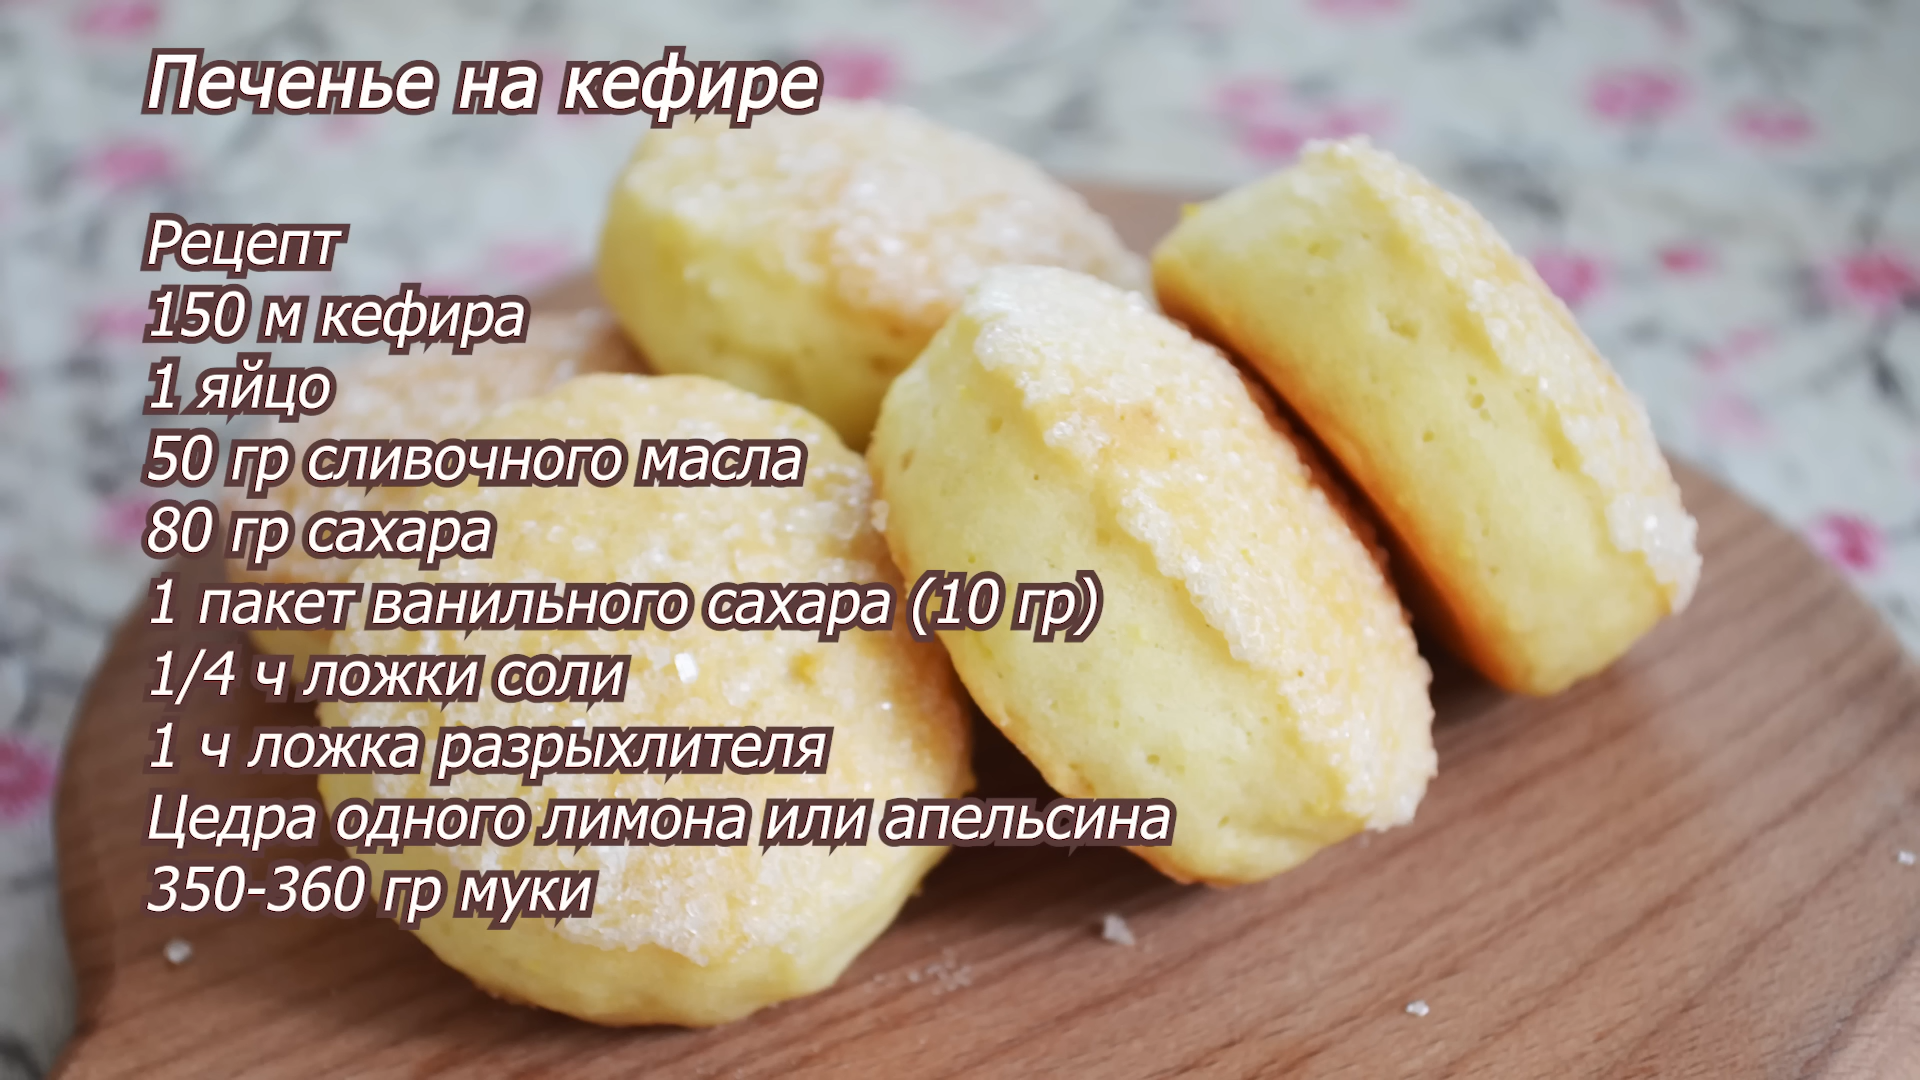 Печенье на кефире
Рецепт
150 м кефира
1 яйцо
50 гр сливочного масла
80 гр сахара
1 пакет ванильного сахара (10 гр)
1/4 ч ложки соли
1 ч ложка разрыхлителя
Цедра одного лимона или апельсина
350-360 гр муки